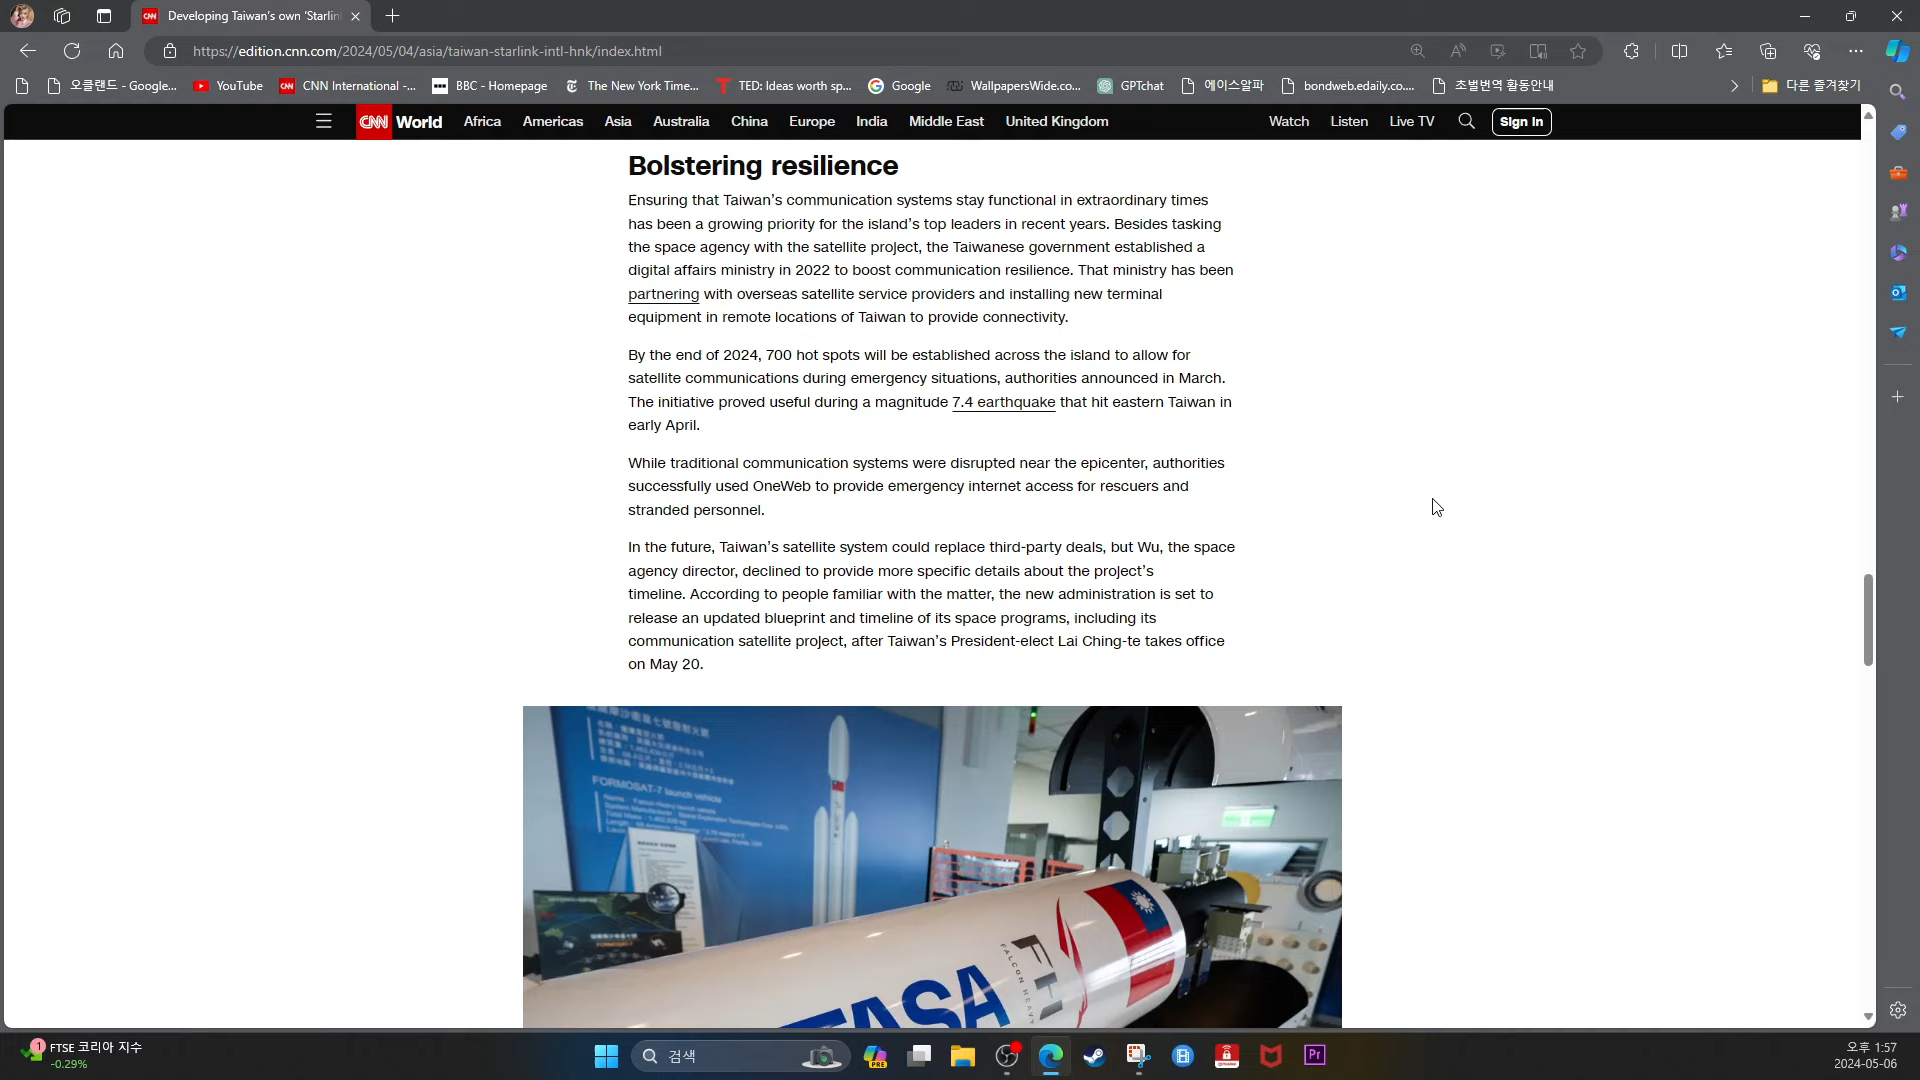 Developing Taiwan's own 'Starlin
https://edition.cnn.com/2024/05/04/asia/taiwan-starlink-intl-hnk/index.html
오클랜드 - Google...
YouTube
CNN International -...
BBC - Homepage
The New York Time...
TED: Ideas worth sp...
Google
WallpapersWide.co...
GPTchat
에이스알파
bondweb.edaily.co....
초벌번역 활동안내
다른 즐겨찾기
CNN World
Africa
Americas
Asia
Australia
China
Europe
India
Middle East
United Kingdom
Watch
Listen
Live TV
Sign in
Bolstering resilience
Ensuring that Taiwan's communication systems stay functional in extraordinary times
has been a growing priority for the island's top leaders in recent years. Besides tasking
the space agency with the satellite project, the Taiwanese government established a
digital affairs ministry in 2022 to boost communication resilience. That ministry has been
partnering with overseas satellite service providers and installing new terminal
equipment in remote locations of Taiwan to provide connectivity.
By the end of 2024, 700 hot spots will be established across the island to allow for
satellite communications during emergency situations, authorities announced in March.
The initiative proved useful during a magnitude 7.4 earthquake that hit eastern Taiwan in
early April.
While traditional communication systems were disrupted near the epicenter, authorities
successfully used OneWeb to provide emergency internet access for rescuers and
stranded personnel.
In the future, Taiwan's satellite system could replace third-party deals, but Wu, the space
agency director, declined to provide more specific details about the project's
timeline. According to people familiar with the matter, the new administration is set to
release an updated blueprint and timeline of its space programs, including its
communication satellite project, after Taiwan's President-elect Lai Ching-te takes office
on May 20.
FORMOSAT-7 launch vehicle
FORMOSAT-7
FH
FALCON HEAVY
TASA
1
FTSE 코리아 지수
-0.29%
검색
PRE
Pr
오후 1:57
2024-05-06